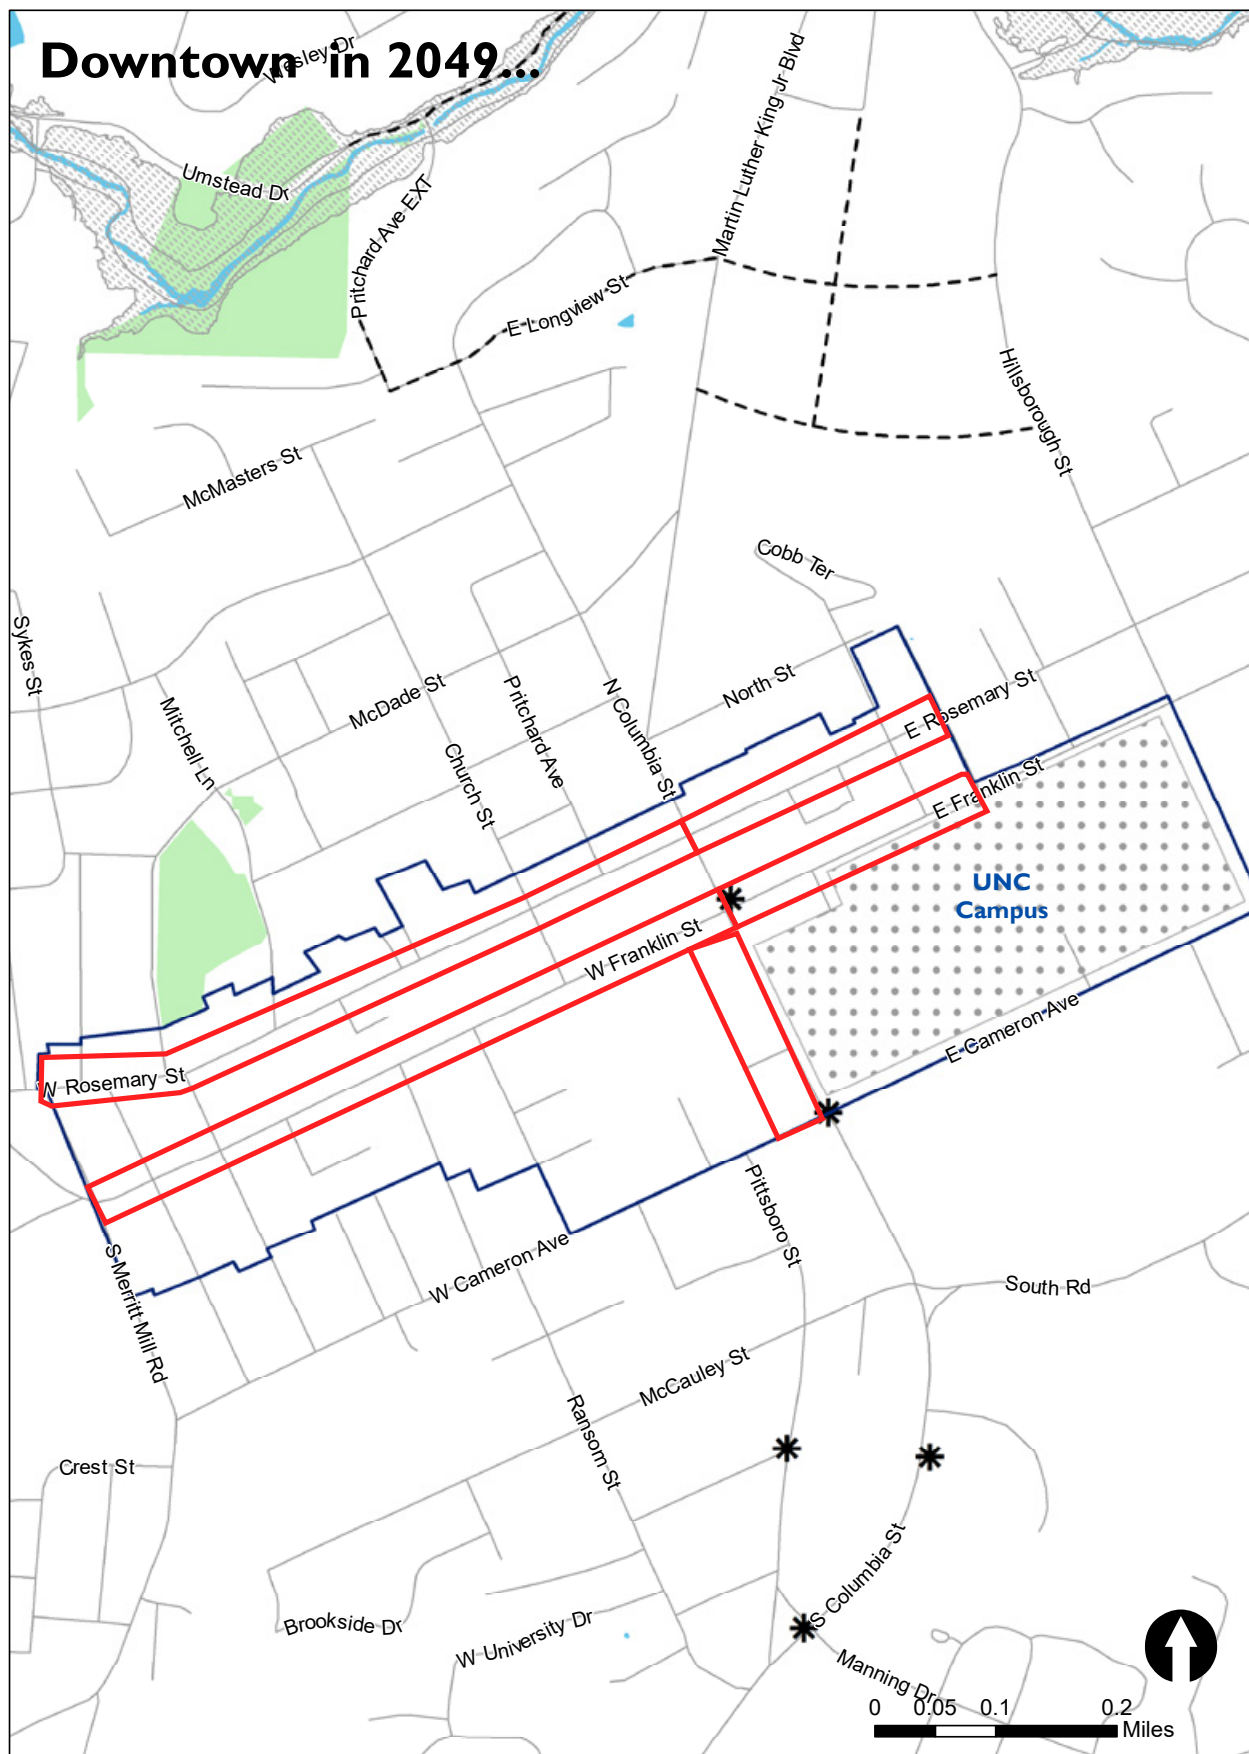 Downtown in 2049...
Wesley Dr
Martin Luther King Jr Blvd
Umstead Dr
Pritchard Ave EXT
E Longview St
Hillsborough St
McMasters St
Cobb Ter
Sykes St
Mitchell Ln
McDade St
Pritchard Ave
N Columbia St
North St
E Rosemary St
Church St
E Franklin St
UNC
Campus
W Franklin St
E Cameron Ave
W Rosemary St
Pittsboro St
S Merritt Mill Rd
W Cameron Ave
South Rd
McCauley St
Ransom St
Crest St
S Columbia St
Brookside Dr
W University Dr
Manning Dr
0 0.05 0.1 0.2
Miles